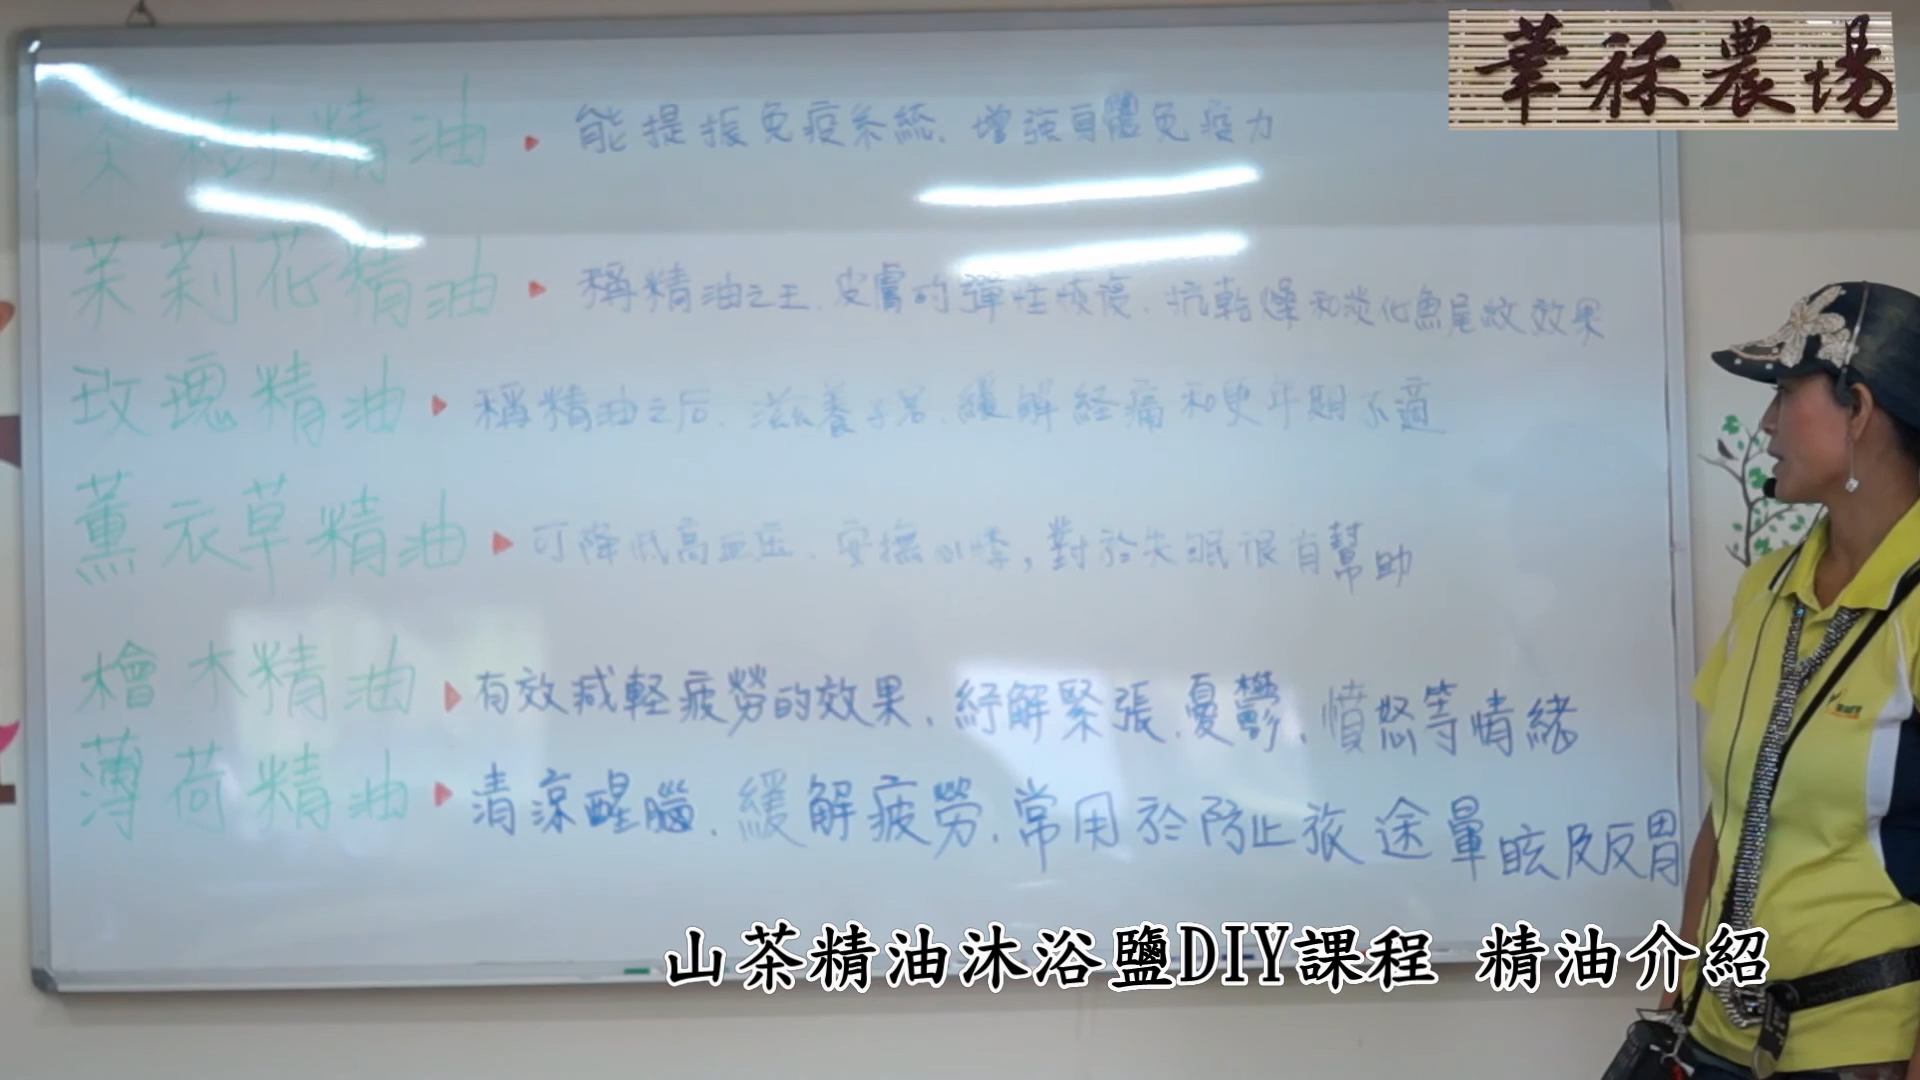 華祿農場
茶樹精油 能提振免疫系統、增強身體免疫力
茉莉花精油 稱精油之王、皮膚的彈性恢復、抗乾燥和淡化魚尾紋效果
玫瑰精油 稱精油之后、滋養子宮、緩解経痛和更年期不適
薰衣草精油 可降低高血压、安撫心悸，對於失眠很有幫助
檜木精油 有效減軽疲勞的效果、紓解緊張、憂鬱、憤怒等情緒
薄荷精油 清涼醒腦、緩解疲勞、常用於防止旅途暈眩及反胃
山茶精油沐浴鹽DIY課程 精油介紹